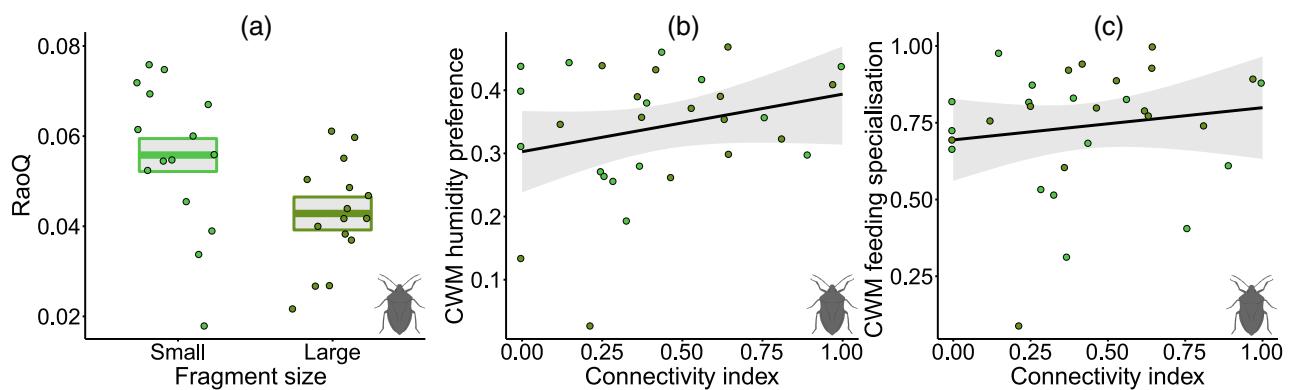 (a)
0.08
0.06
0.04
0.02
RaoQ
Small Large
Fragment size
(b)
0.4
0.3
0.2
0.1
CWM humidity preference
0.00 0.25 0.50 0.75 1.00
Connectivity index
(c)
1.00
0.75
0.50
0.25
CWM feeding specialisation
0.00 0.25 0.50 0.75 1.00
Connectivity index